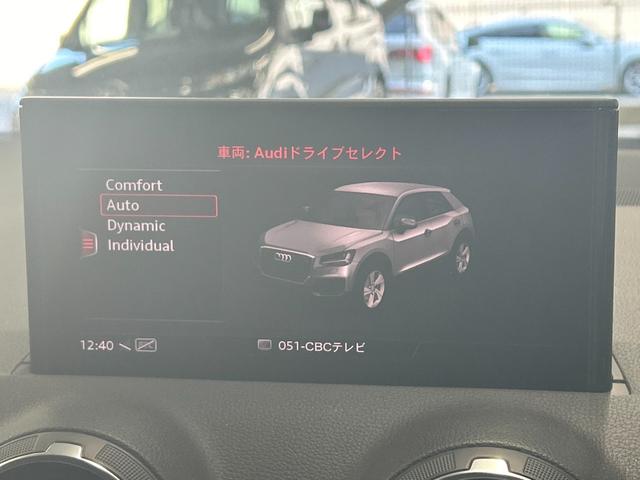 車両: Audiドライブセレクト
Comfort
Auto
Dynamic
Individual
12:40
051-CBCテレビ